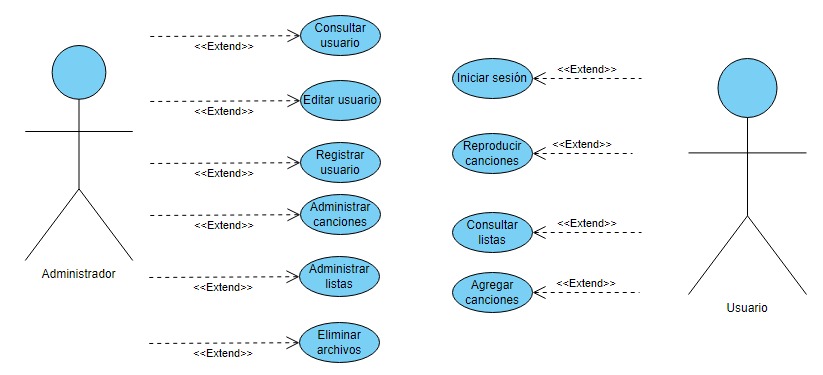 Consultar
usuario
<<Extend>>
Editar usuario
<<Extend>>
Registrar
usuario
<<Extend>>
Administrar
canciones
<<Extend>>
Administrar
listas
<<Extend>>
Eliminar
archivos
<<Extend>>
Administrador
Iniciar sesión
<<Extend>>
Reproducir
canciones
<<Extend>>
Consultar
listas
<<Extend>>
Agregar
canciones
<<Extend>>
Usuario